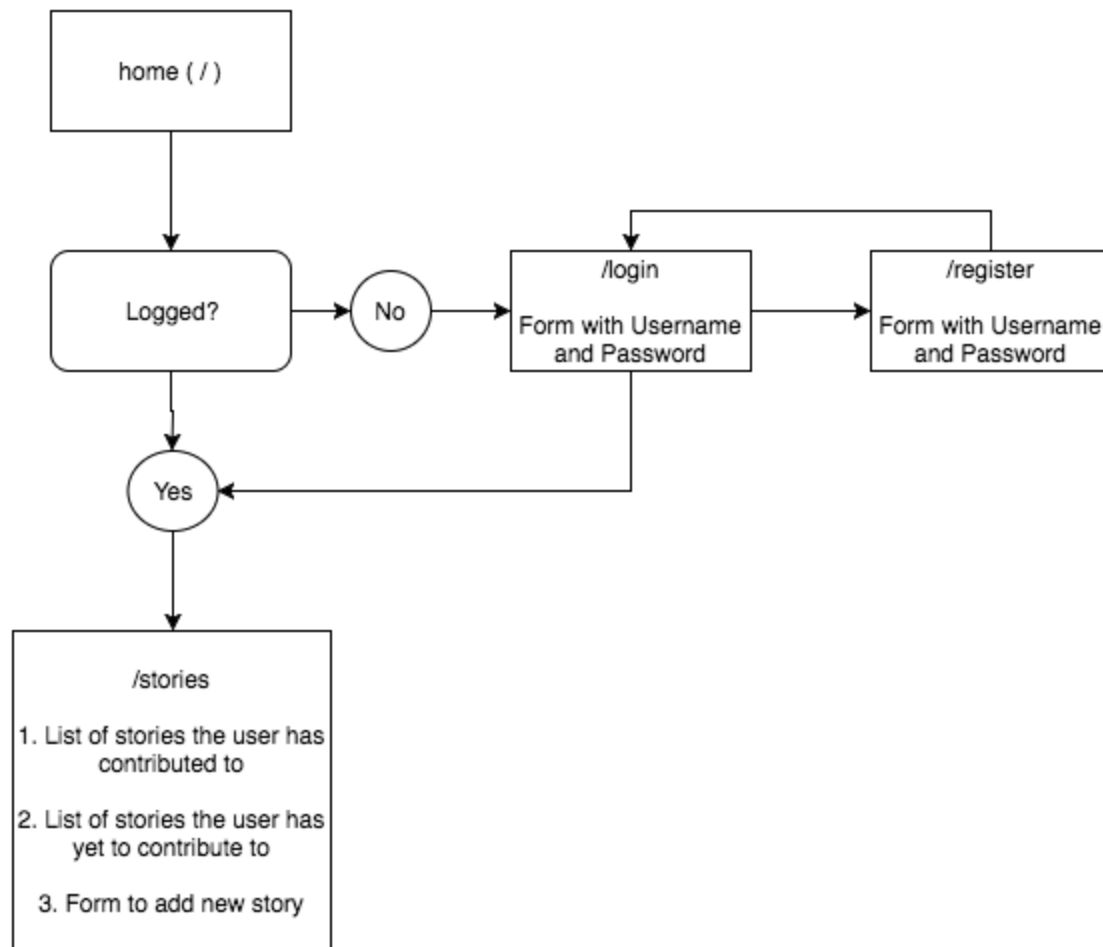 home ( / )
Logged?
No
/login
Form with Username
and Password
/register
Form with Username
and Password
Yes
/stories
1. List of stories the user has
contributed to
2. List of stories the user has
yet to contribute to
3. Form to add new story